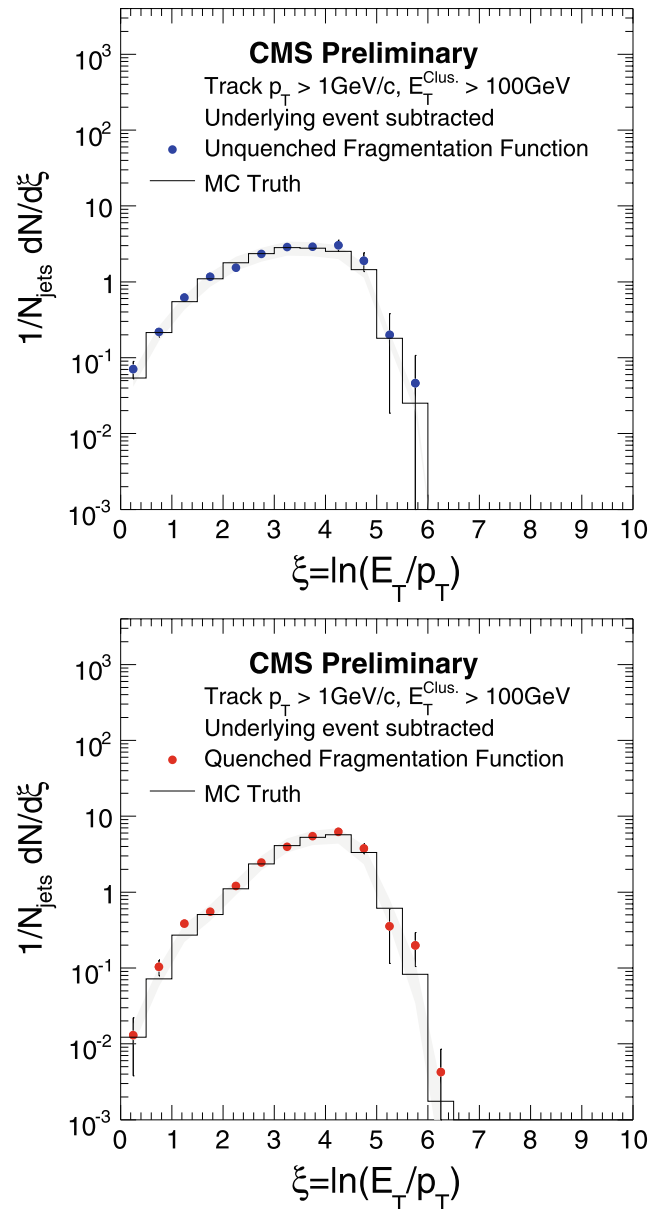 CMS Preliminary
Track p_T > 1GeV/c, E_T^Clus. > 100GeV
Underlying event subtracted
Unquenched Fragmentation Function
MC Truth
1/N_jets dN/dξ
10^3
10^2
10
1
10^-1
10^-2
10^-3
0 1 2 3 4 5 6 7 8 9 10
ξ=ln(E_T/p_T)
CMS Preliminary
Track p_T > 1GeV/c, E_T^Clus. > 100GeV
Underlying event subtracted
Quenched Fragmentation Function
MC Truth
1/N_jets dN/dξ
10^3
10^2
10
1
10^-1
10^-2
10^-3
0 1 2 3 4 5 6 7 8 9 10
ξ=ln(E_T/p_T)